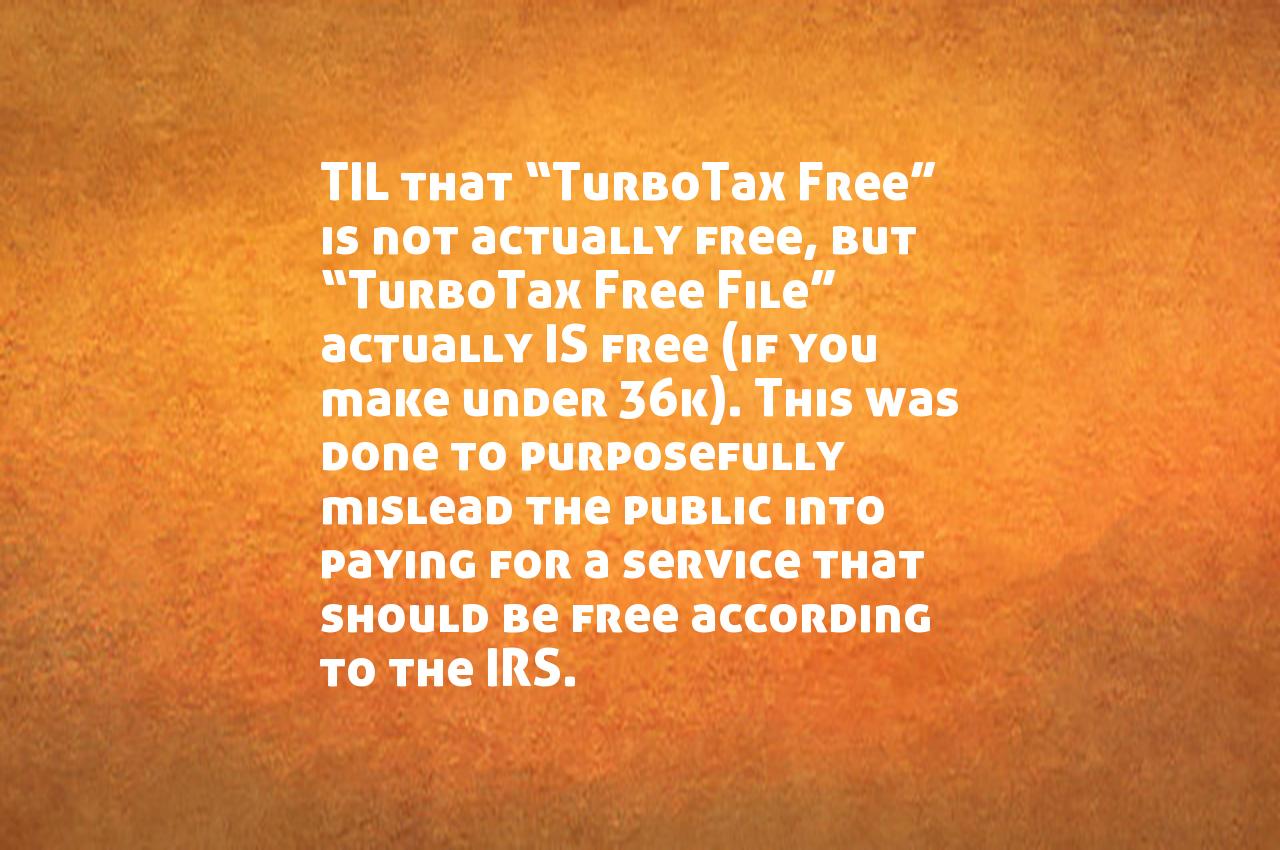 TIL that “TurboTax Free”
is not actually free, but
“TurboTax Free File”
actually IS free (if you
make under 36k). This was
done to purposefully
mislead the public into
paying for a service that
should be free according
to the IRS.